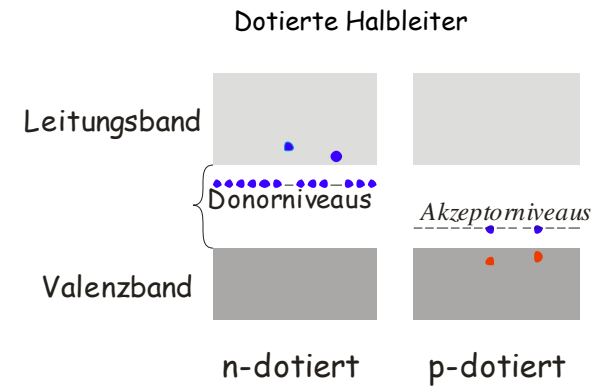 Dotierte Halbleiter
Leitungsband
Donorniveaus
Akzeptorniveaus
Valenzband
n-dotiert
p-dotiert